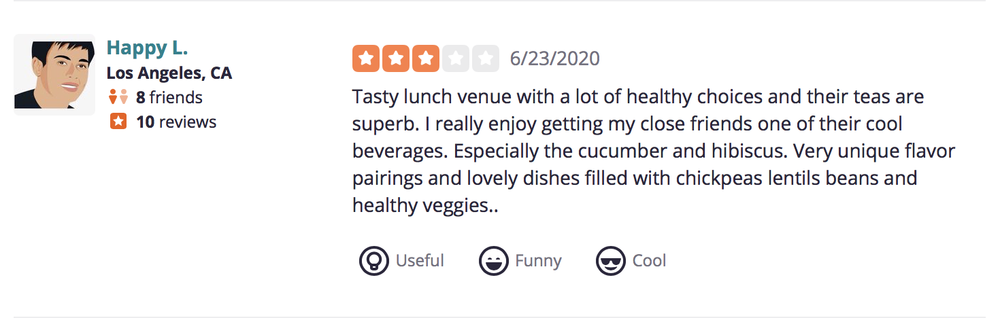 Happy L.
Los Angeles, CA
8 friends
10 reviews
6/23/2020
Tasty lunch venue with a lot of healthy choices and their teas are
superb. I really enjoy getting my close friends one of their cool
beverages. Especially the cucumber and hibiscus. Very unique flavor
pairings and lovely dishes filled with chickpeas lentils beans and
healthy veggies..
Useful Funny Cool